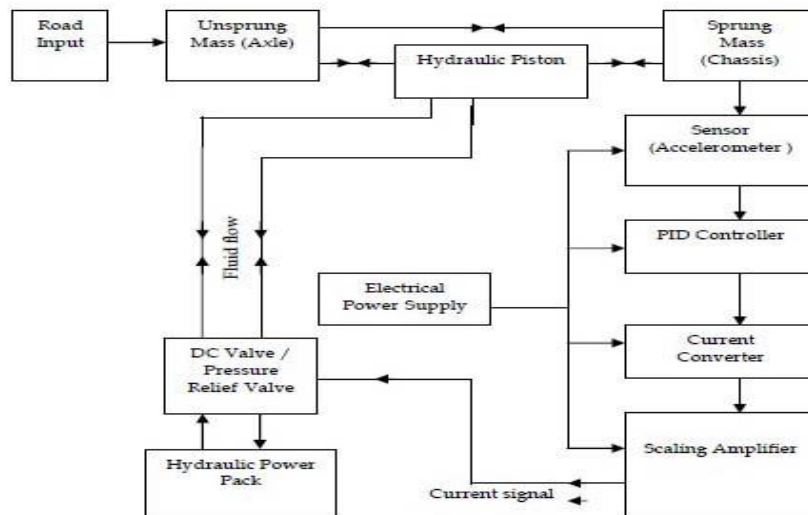 Road
Input
Unsprung
Mass (Axle)
Sprung
Mass
(Chassis)
Hydraulic Piston
Sensor
(Accelerometer )
Fluid flow
PID Controller
Electrical
Power Supply
Current
Converter
DC Valve /
Pressure
Relief Valve
Scaling Amplifier
Hydraulic Power
Pack
Current signal